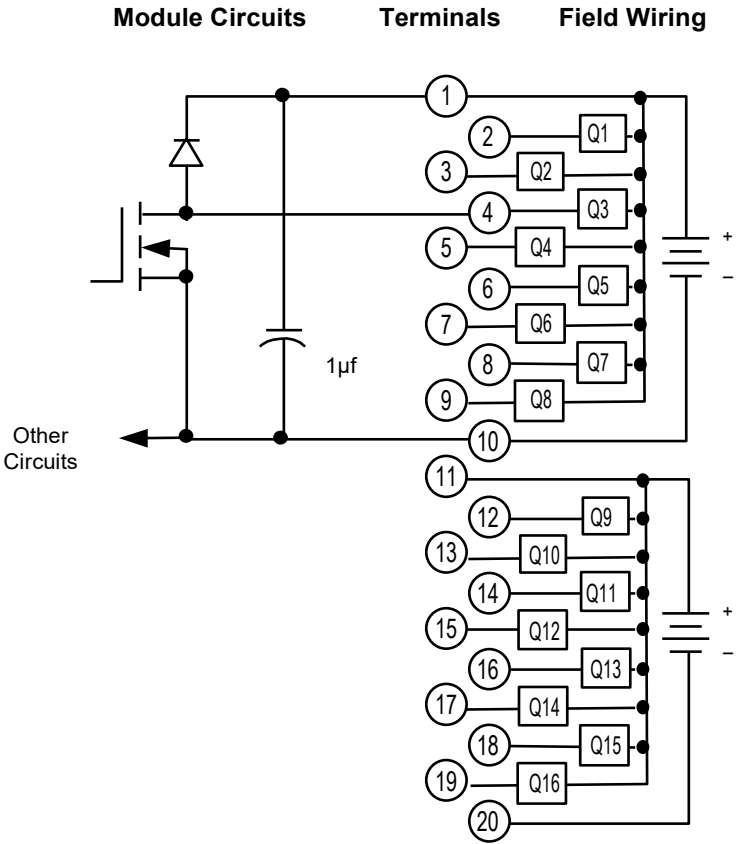 Module Circuits Terminals Field Wiring
1
2 Q1
3 Q2
4 Q3
5 Q4
+
–
6 Q5
7 Q6
8 Q7
1µf
9 Q8
10
Other
Circuits
11
12 Q9
13 Q10
14 Q11
+
15 Q12
–
16 Q13
17 Q14
18 Q15
19 Q16
20